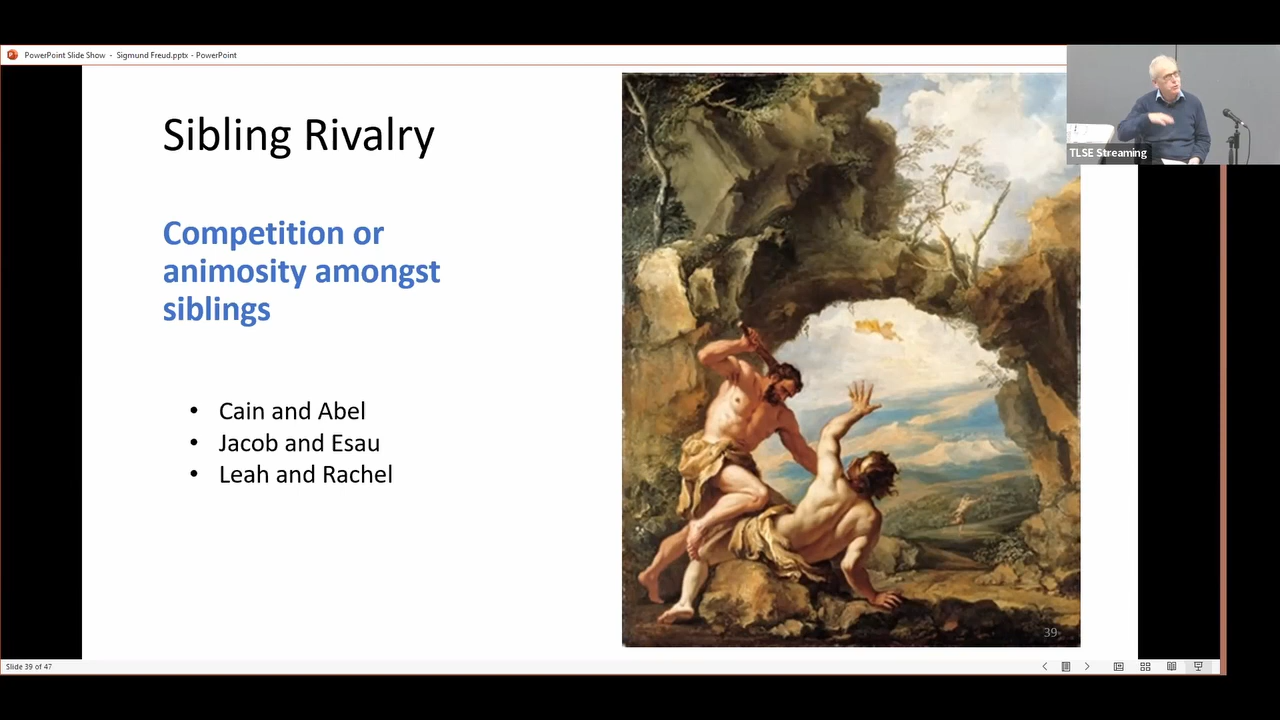 PowerPoint Slide Show - Sigmund Freud.pptx - PowerPoint
TLSE Streaming
Sibling Rivalry
Competition or
animosity amongst
siblings
• Cain and Abel
• Jacob and Esau
• Leah and Rachel
39
Slide 39 of 47